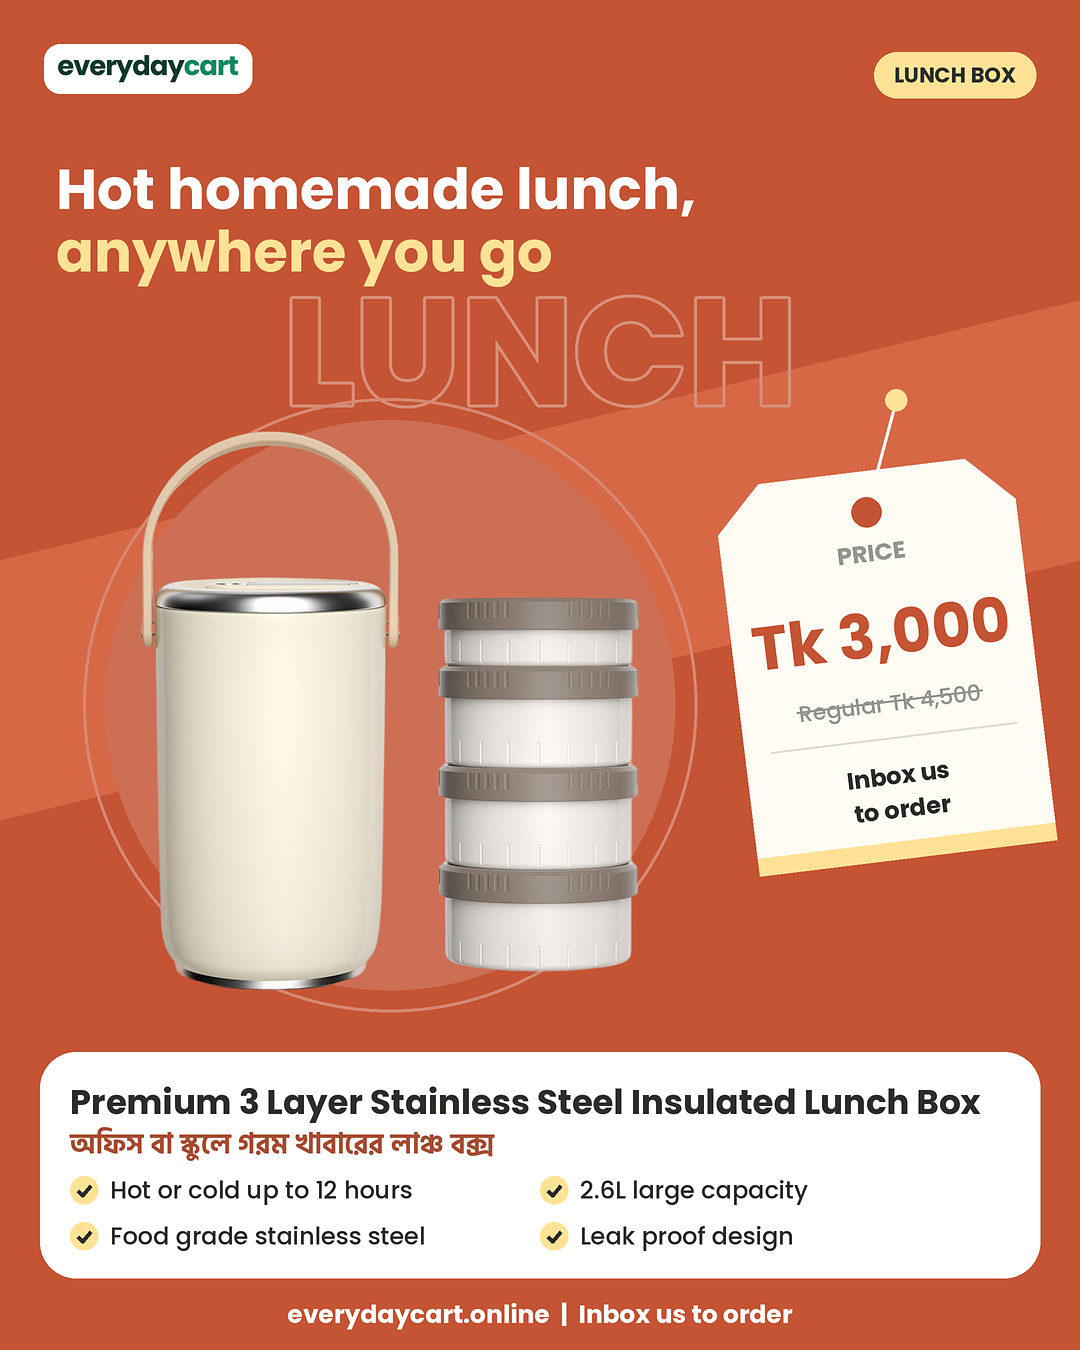 everydaycart
LUNCH BOX
Hot homemade lunch,
anywhere you go
LUNCH
PRICE
Tk 3,000
Regular Tk 4,500
Inbox us
to order
Premium 3 Layer Stainless Steel Insulated Lunch Box
অফিস বা স্কুলে গরম খাবারের লাঞ্চ বক্স
Hot or cold up to 12 hours
2.6L large capacity
Food grade stainless steel
Leak proof design
everydaycart.online | Inbox us to order